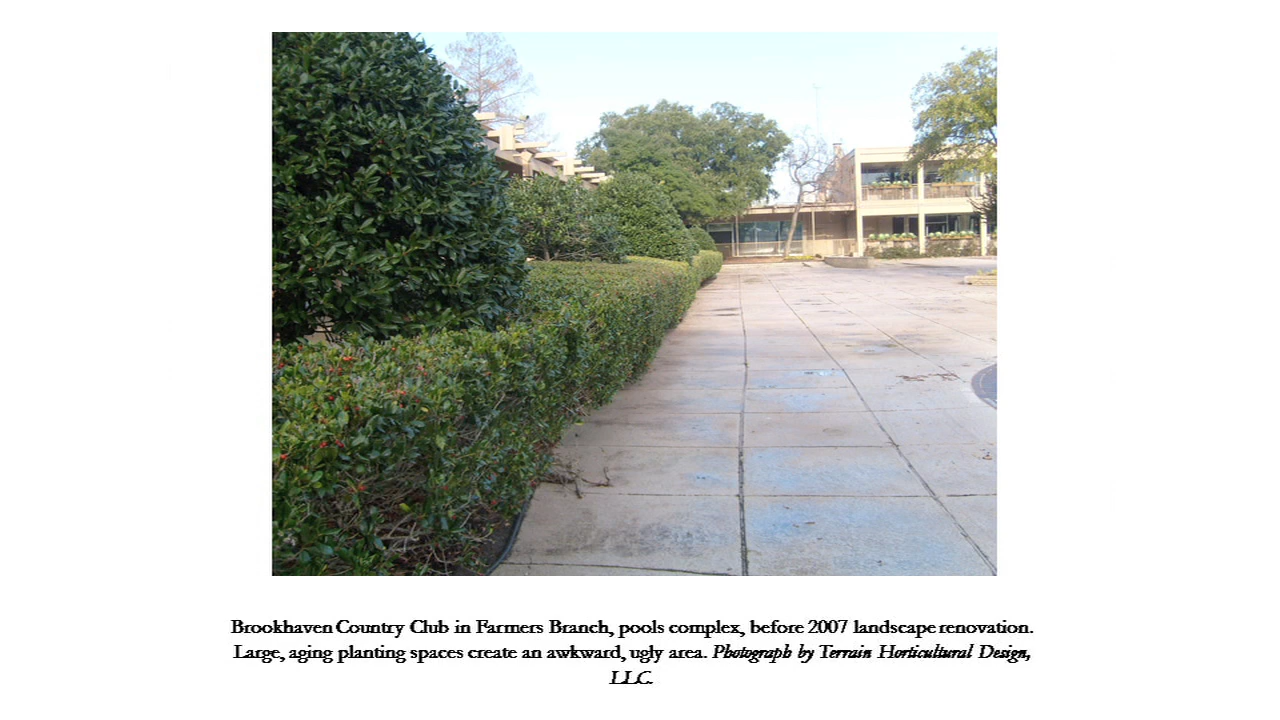 Brookhaven Country Club in Farmers Branch, pools complex, before 2007 landscape renovation.
Large, aging planting spaces create an awkward, ugly area. Photograph by Terrain Horticultural Design,
LLC.